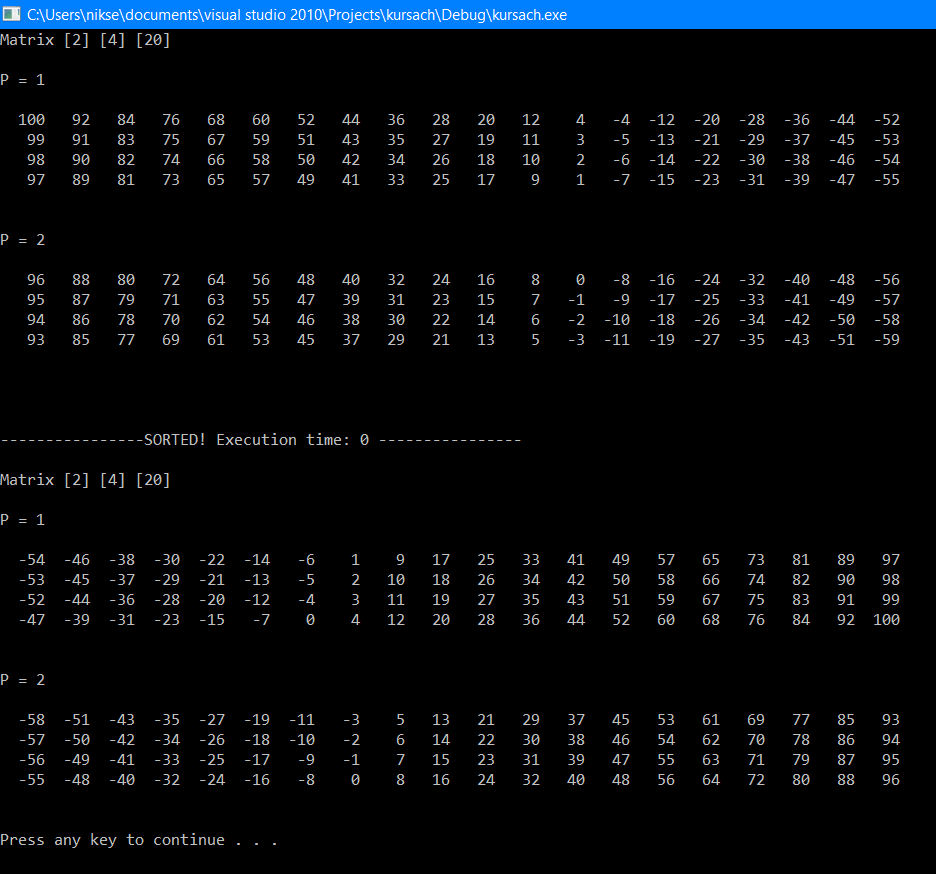 C:\Users\nikse\documents\visual studio 2010\Projects\kursach\Debug\kursach.exe
Matrix [2] [4] [20]
P = 1
100 92 84 76 68 60 52 44 36 28 20 12 4 -4 -12 -20 -28 -36 -44 -52
99 91 83 75 67 59 51 43 35 27 19 11 3 -5 -13 -21 -29 -37 -45 -53
98 90 82 74 66 58 50 42 34 26 18 10 2 -6 -14 -22 -30 -38 -46 -54
97 89 81 73 65 57 49 41 33 25 17 9 1 -7 -15 -23 -31 -39 -47 -55
P = 2
96 88 80 72 64 56 48 40 32 24 16 8 0 -8 -16 -24 -32 -40 -48 -56
95 87 79 71 63 55 47 39 31 23 15 7 -1 -9 -17 -25 -33 -41 -49 -57
94 86 78 70 62 54 46 38 30 22 14 6 -2 -10 -18 -26 -34 -42 -50 -58
93 85 77 69 61 53 45 37 29 21 13 5 -3 -11 -19 -27 -35 -43 -51 -59
----------------SORTED! Execution time: 0 ----------------
Matrix [2] [4] [20]
P = 1
-54 -46 -38 -30 -22 -14 -6 1 9 17 25 33 41 49 57 65 73 81 89 97
-53 -45 -37 -29 -21 -13 -5 2 10 18 26 34 42 50 58 66 74 82 90 98
-52 -44 -36 -28 -20 -12 -4 3 11 19 27 35 43 51 59 67 75 83 91 99
-47 -39 -31 -23 -15 -7 0 4 12 20 28 36 44 52 60 68 76 84 92 100
P = 2
-58 -51 -43 -35 -27 -19 -11 -3 5 13 21 29 37 45 53 61 69 77 85 93
-57 -50 -42 -34 -26 -18 -10 -2 6 14 22 30 38 46 54 62 70 78 86 94
-56 -49 -41 -33 -25 -17 -9 -1 7 15 23 31 39 47 55 63 71 79 87 95
-55 -48 -40 -32 -24 -16 -8 0 8 16 24 32 40 48 56 64 72 80 88 96
Press any key to continue . . .